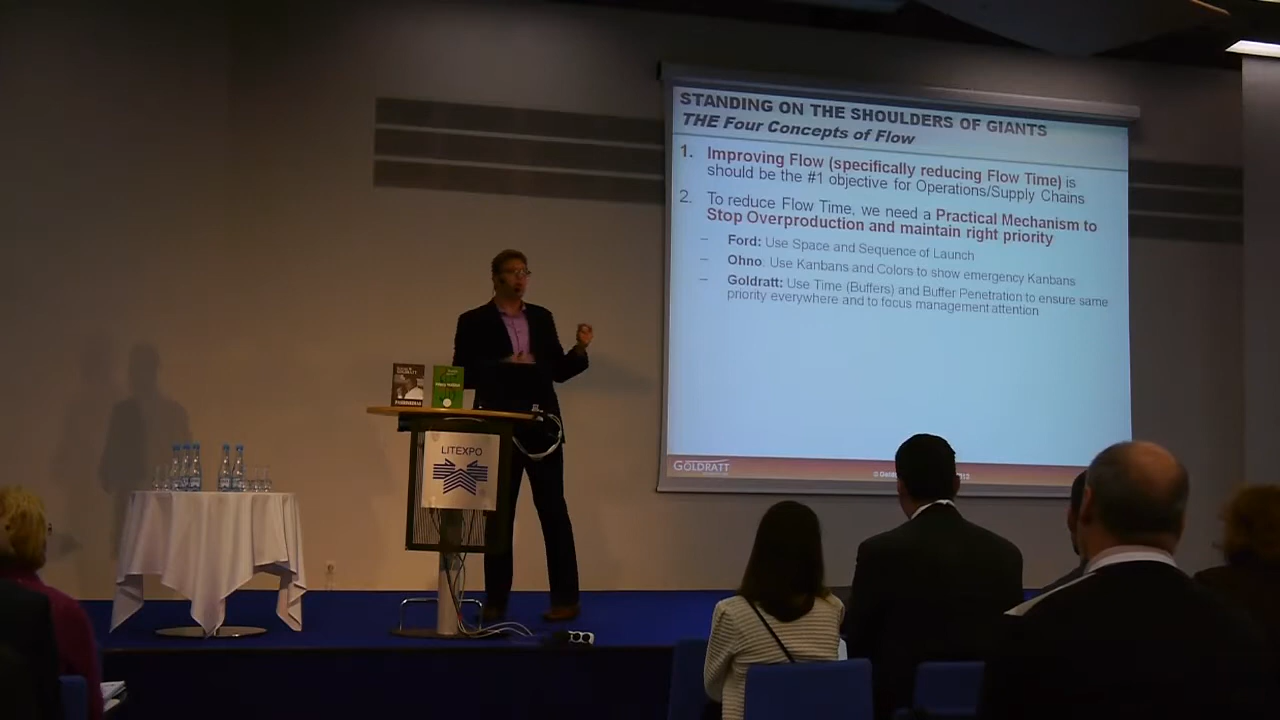 STANDING ON THE SHOULDERS OF GIANTS
THE Four Concepts of Flow
1. Improving Flow (specifically reducing Flow Time) is
should be the #1 objective for Operations/Supply Chains
2. To reduce Flow Time, we need a Practical Mechanism to
Stop Overproduction and maintain right priority
– Ford: Use Space and Sequence of Launch
– Ohno: Use Kanbans and Colors to show emergency Kanbans
– Goldratt: Use Time (Buffers) and Buffer Penetration to ensure same
priority everywhere and to focus management attention
GOLDRATT
LITEXPO